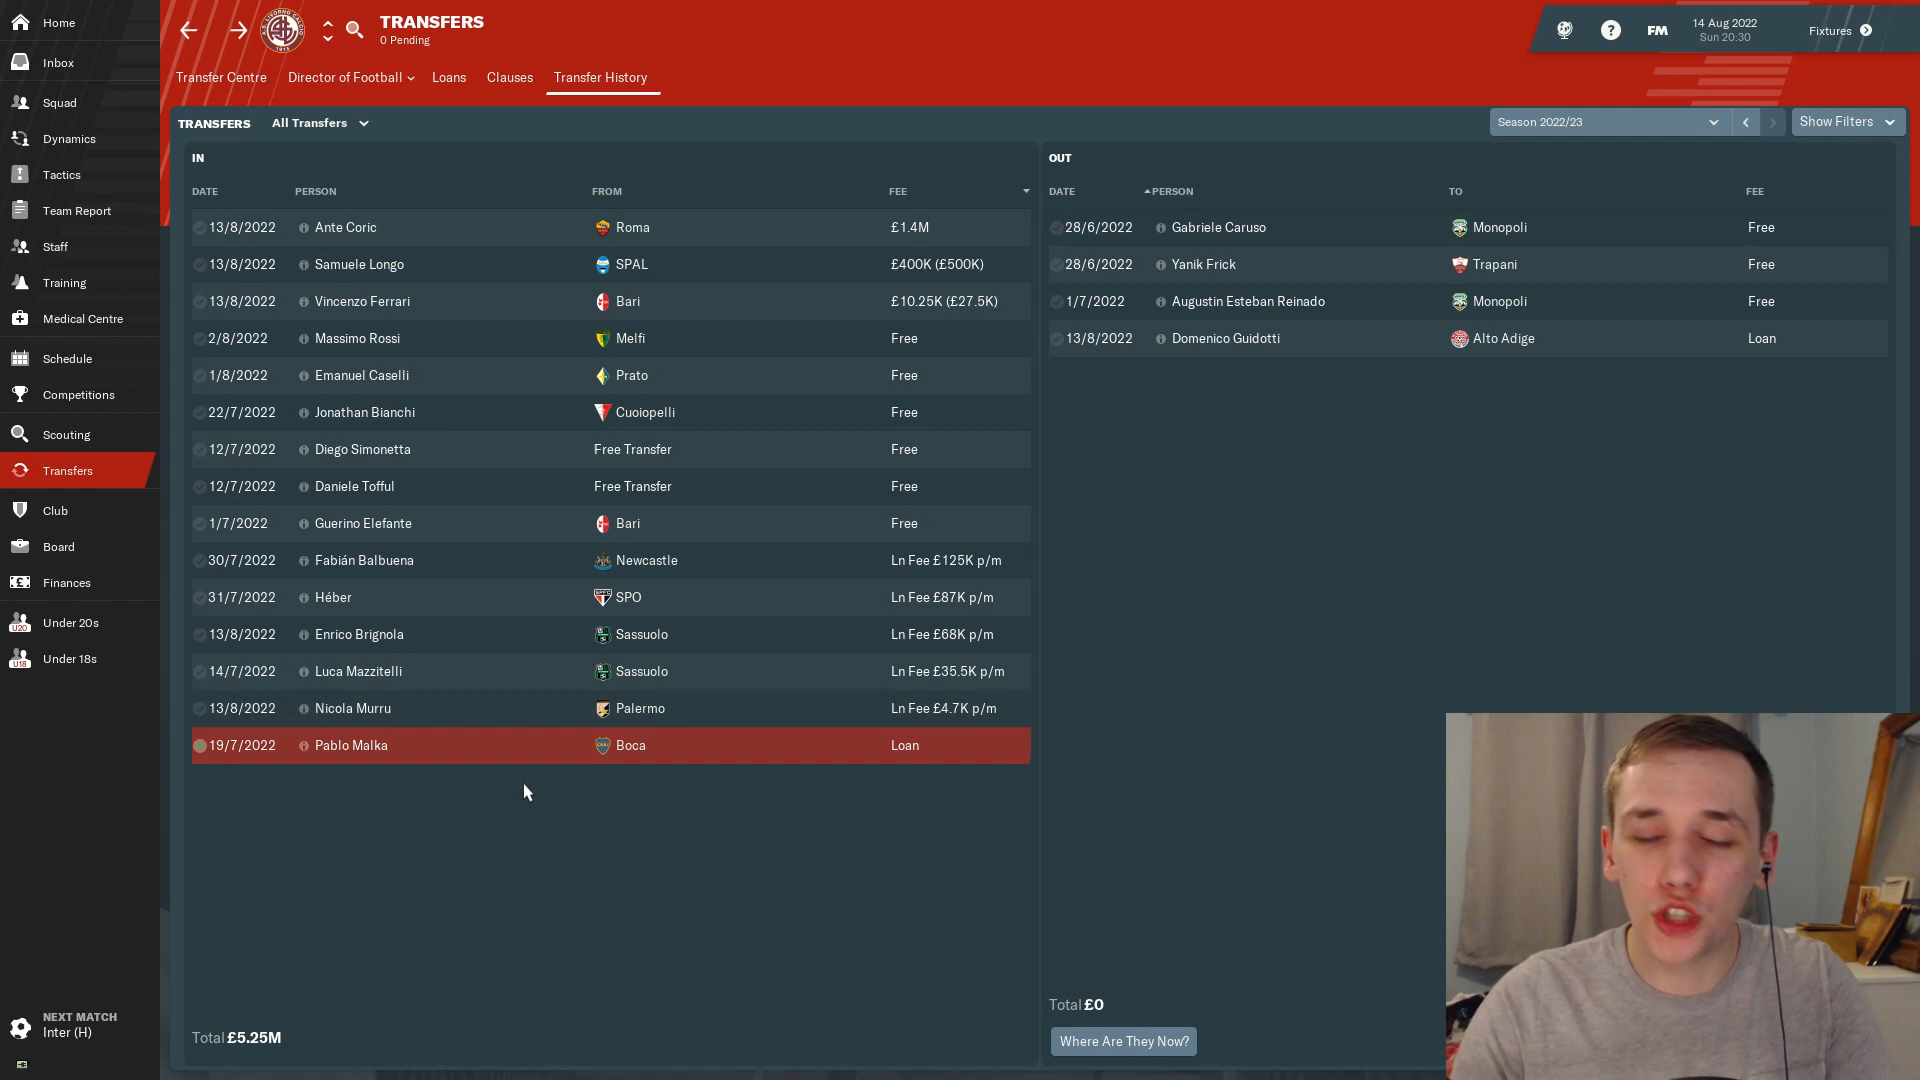 Home
Inbox
Squad
Dynamics
Tactics
Team Report
Staff
Training
Medical Centre
Schedule
Competitions
Scouting
Transfers
Club
Board
Finances
U20 Under 20s
U18 Under 18s
NEXT MATCH
Inter (H)
TRANSFERS
0 Pending
? FM 14 Aug 2022 Fixtures
Sun 20:30
Transfer Centre Director of Football Loans Clauses Transfer History
TRANSFERS All Transfers Season 2022/23 Show Filters
IN
DATE PERSON FROM FEE
13/8/2022 Ante Coric Roma £1.4M
13/8/2022 Samuele Longo SPAL £400K (£500K)
13/8/2022 Vincenzo Ferrari Bari £10.25K (£27.5K)
2/8/2022 Massimo Rossi Melfi Free
1/8/2022 Emanuel Caselli Prato Free
22/7/2022 Jonathan Bianchi Cuoiopelli Free
12/7/2022 Diego Simonetta Free Transfer Free
12/7/2022 Daniele Tofful Free Transfer Free
1/7/2022 Guerino Elefante Bari Free
30/7/2022 Fabián Balbuena Newcastle Ln Fee £125K p/m
31/7/2022 Héber SPO Ln Fee £87K p/m
13/8/2022 Enrico Brignola Sassuolo Ln Fee £68K p/m
14/7/2022 Luca Mazzitelli Sassuolo Ln Fee £35.5K p/m
13/8/2022 Nicola Murru Palermo Ln Fee £4.7K p/m
19/7/2022 Pablo Malka Boca Loan
Total £5.25M
OUT
DATE PERSON TO FEE
28/6/2022 Gabriele Caruso Monopoli Free
28/6/2022 Yanik Frick Trapani Free
1/7/2022 Augustin Esteban Reinado Monopoli Free
13/8/2022 Domenico Guidotti Alto Adige Loan
Total £0
Where Are They Now?